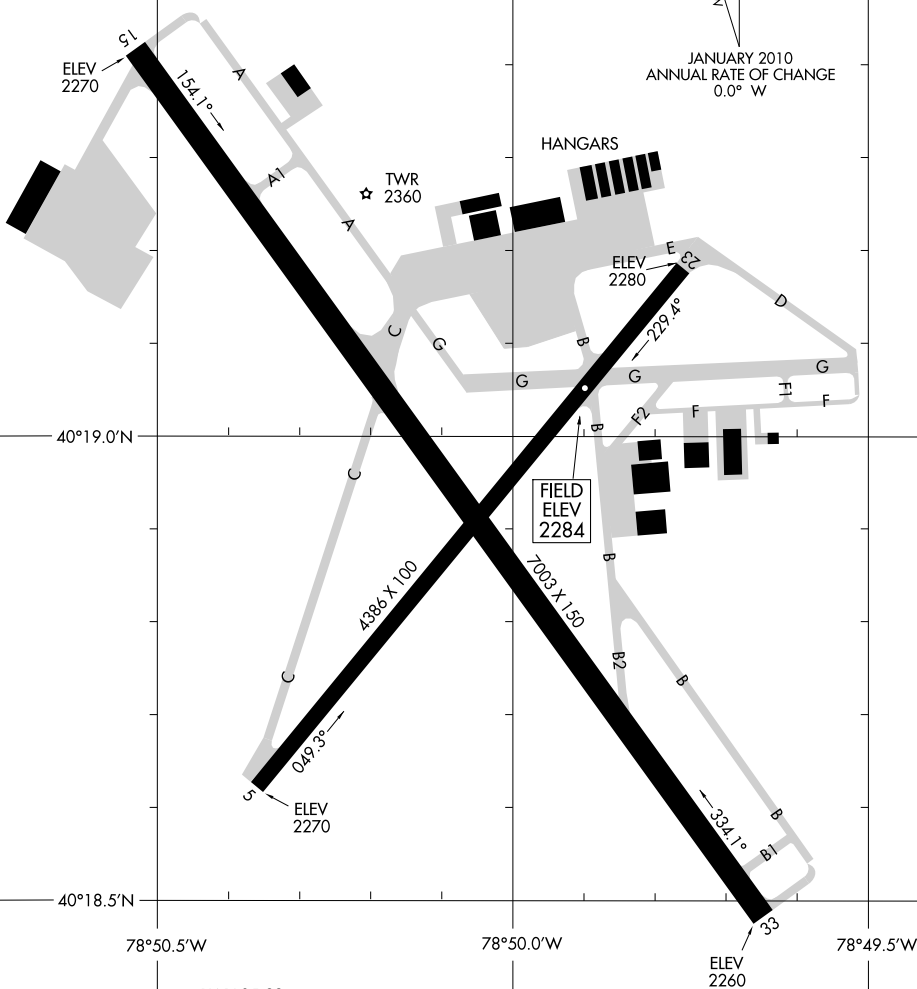 N
JANUARY 2010
ANNUAL RATE OF CHANGE
0.0° W
15
ELEV
2270
154.1°
A
A1
A
TWR
2360
HANGARS
E
23
ELEV
2280
229.4°
D
C
G
B
G
G
G
F1
F
F
F2
B
40°19.0'N
C
FIELD
ELEV
2284
B
4386 X 100
7003 X 150
B2
B
C
049.3°
5
ELEV
2270
B
334.1°
B1
40°18.5'N
33
78°50.5'W
78°50.0'W
78°49.5'W
ELEV
2260